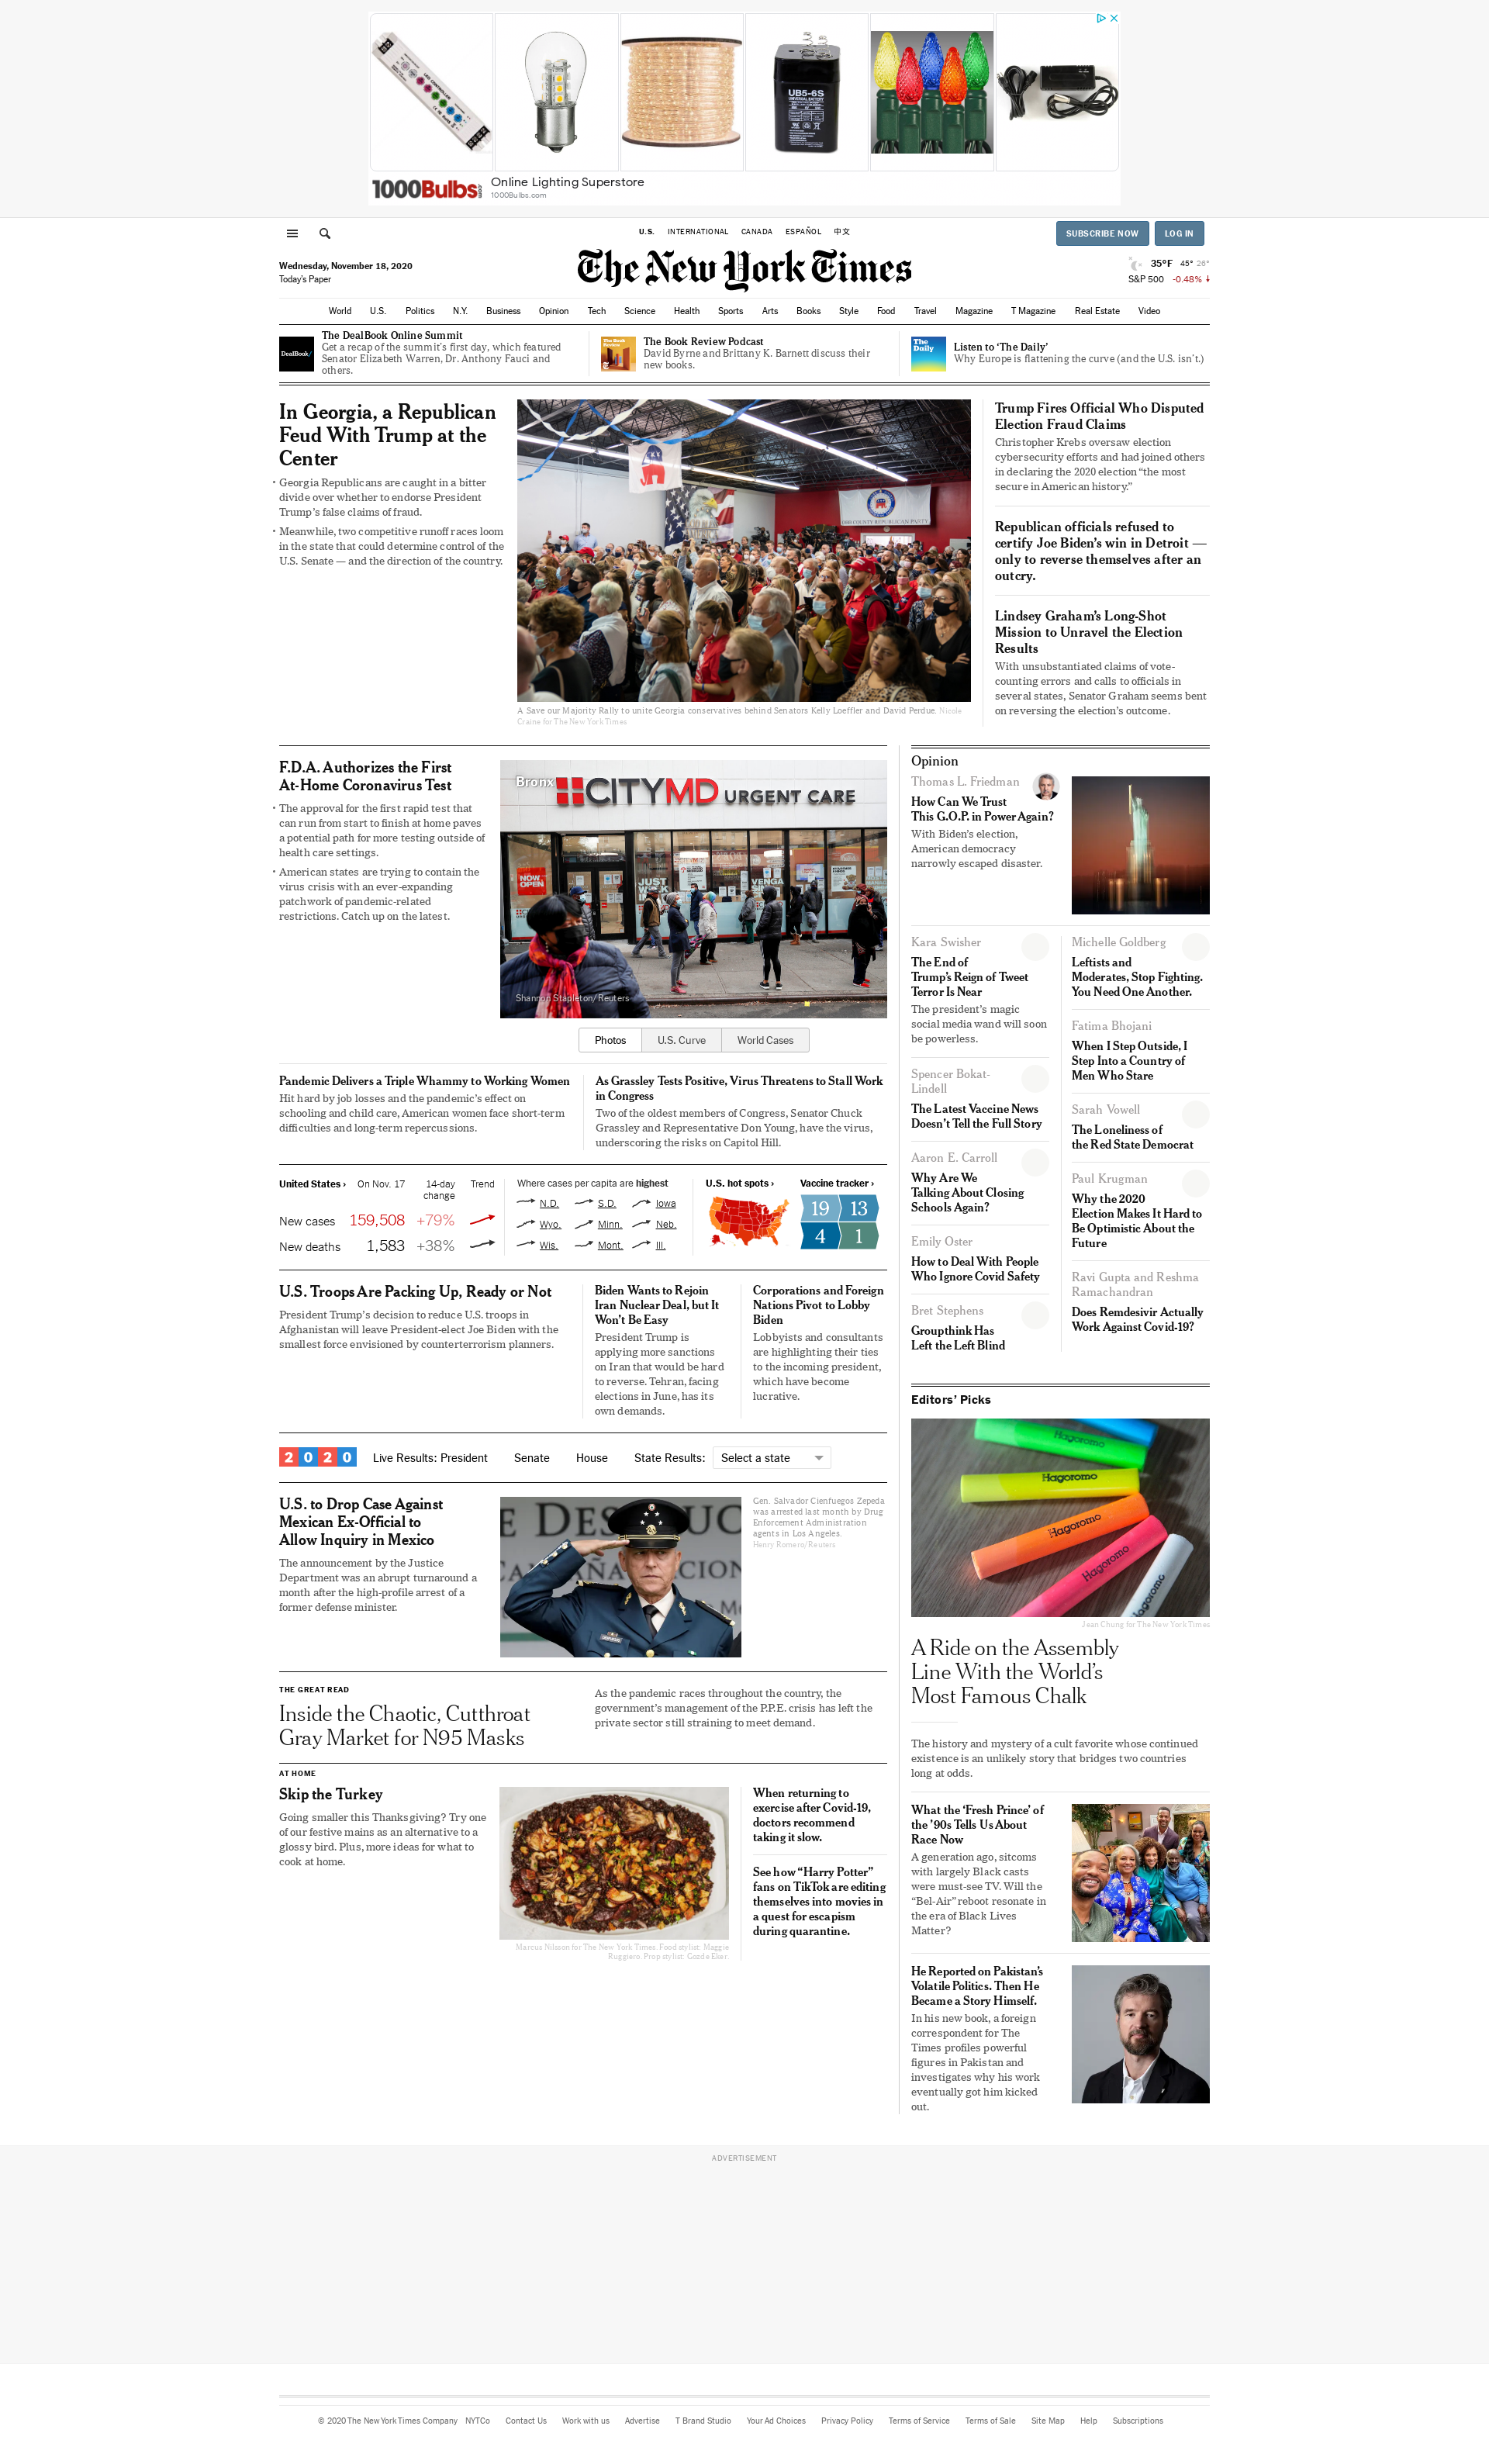 UB5-6S
1000Bulbs.com
Online Lighting Superstore
1000Bulbs.com
U.S. INTERNATIONAL CANADA ESPAÑOL 中文
SUBSCRIBE NOW LOG IN
Wednesday, November 18, 2020
Today's Paper
The New York Times
35°F 45° 26°
S&P 500 -0.48%
World U.S. Politics N.Y. Business Opinion Tech Science Health Sports Arts Books Style Food Travel Magazine T Magazine Real Estate Video
DealBook/
The DealBook Online Summit
Get a recap of the summit's first day, which featured
Senator Elizabeth Warren, Dr. Anthony Fauci and
others.
The Book Review Podcast
David Byrne and Brittany K. Barnett discuss their
new books.
The
Daily
Listen to ‘The Daily’
Why Europe is flattening the curve (and the U.S. isn't.)
In Georgia, a Republican
Feud With Trump at the
Center
• Georgia Republicans are caught in a bitter
divide over whether to endorse President
Trump’s false claims of fraud.
• Meanwhile, two competitive runoff races loom
in the state that could determine control of the
U.S. Senate — and the direction of the country.
COBB COUNTY REPUBLICAN PARTY
A Save our Majority Rally to unite Georgia conservatives behind Senators Kelly Loeffler and David Perdue. Nicole
Craine for The New York Times
Trump Fires Official Who Disputed
Election Fraud Claims
Christopher Krebs oversaw election
cybersecurity efforts and had joined others
in declaring the 2020 election “the most
secure in American history.”
Republican officials refused to
certify Joe Biden’s win in Detroit —
only to reverse themselves after an
outcry.
Lindsey Graham’s Long-Shot
Mission to Unravel the Election
Results
With unsubstantiated claims of vote-
counting errors and calls to officials in
several states, Senator Graham seems bent
on reversing the election’s outcome.
F.D.A. Authorizes the First
At-Home Coronavirus Test
• The approval for the first rapid test that
can run from start to finish at home paves
a potential path for more testing outside of
health care settings.
• American states are trying to contain the
virus crisis with an ever-expanding
patchwork of pandemic-related
restrictions. Catch up on the latest.
Bronx
CITYMD URGENT CARE
NOW
OPEN
JUST
WALK
IN
VENGA
Shannon Stapleton/Reuters
Photos U.S. Curve World Cases
Pandemic Delivers a Triple Whammy to Working Women
Hit hard by job losses and the pandemic’s effect on
schooling and child care, American women face short-term
difficulties and long-term repercussions.
As Grassley Tests Positive, Virus Threatens to Stall Work
in Congress
Two of the oldest members of Congress, Senator Chuck
Grassley and Representative Don Young, have the virus,
underscoring the risks on Capitol Hill.
United States › On Nov. 17 14-day
change Trend
New cases 159,508 +79%
New deaths 1,583 +38%
Where cases per capita are highest
N.D. S.D. Iowa
Wyo. Minn. Neb.
Wis. Mont. Ill.
U.S. hot spots ›
Vaccine tracker ›
19 13
4 1
U.S. Troops Are Packing Up, Ready or Not
President Trump’s decision to reduce U.S. troops in
Afghanistan will leave President-elect Joe Biden with the
smallest force envisioned by counterterrorism planners.
Biden Wants to Rejoin
Iran Nuclear Deal, but It
Won’t Be Easy
President Trump is
applying more sanctions
on Iran that would be hard
to reverse. Tehran, facing
elections in June, has its
own demands.
Corporations and Foreign
Nations Pivot to Lobby
Biden
Lobbyists and consultants
are highlighting their ties
to the incoming president,
which have become
lucrative.
2020 Live Results: President Senate House State Results: Select a state
U.S. to Drop Case Against
Mexican Ex-Official to
Allow Inquiry in Mexico
The announcement by the Justice
Department was an abrupt turnaround a
month after the high-profile arrest of a
former defense minister.
E DESTRUC
Gen. Salvador Cienfuegos Zepeda
was arrested last month by Drug
Enforcement Administration
agents in Los Angeles.
Henry Romero/Reuters
THE GREAT READ
Inside the Chaotic, Cutthroat
Gray Market for N95 Masks
As the pandemic races throughout the country, the
government’s management of the P.P.E. crisis has left the
private sector still straining to meet demand.
AT HOME
Skip the Turkey
Going smaller this Thanksgiving? Try one
of our festive mains as an alternative to a
glossy bird. Plus, more ideas for what to
cook at home.
Marcus Nilsson for The New York Times. Food stylist: Maggie
Ruggiero. Prop stylist: Gozde Eker.
When returning to
exercise after Covid-19,
doctors recommend
taking it slow.
See how “Harry Potter”
fans on TikTok are editing
themselves into movies in
a quest for escapism
during quarantine.
Opinion
Thomas L. Friedman
How Can We Trust
This G.O.P. in Power Again?
With Biden’s election,
American democracy
narrowly escaped disaster.
Kara Swisher
The End of
Trump’s Reign of Tweet
Terror Is Near
The president’s magic
social media wand will soon
be powerless.
Spencer Bokat-
Lindell
The Latest Vaccine News
Doesn’t Tell the Full Story
Aaron E. Carroll
Why Are We
Talking About Closing
Schools Again?
Emily Oster
How to Deal With People
Who Ignore Covid Safety
Bret Stephens
Groupthink Has
Left the Left Blind
Michelle Goldberg
Leftists and
Moderates, Stop Fighting.
You Need One Another.
Fatima Bhojani
When I Step Outside, I
Step Into a Country of
Men Who Stare
Sarah Vowell
The Loneliness of
the Red State Democrat
Paul Krugman
Why the 2020
Election Makes It Hard to
Be Optimistic About the
Future
Ravi Gupta and Reshma
Ramachandran
Does Remdesivir Actually
Work Against Covid-19?
Editors’ Picks
Hagoromo
Hagoromo
Hagoromo
Hagoromo
Hagoromo
Jean Chung for The New York Times
A Ride on the Assembly
Line With the World’s
Most Famous Chalk
The history and mystery of a cult favorite whose continued
existence is an unlikely story that bridges two countries
long at odds.
What the ‘Fresh Prince’ of
the ’90s Tells Us About
Race Now
A generation ago, sitcoms
with largely Black casts
were must-see TV. Will the
“Bel-Air” reboot resonate in
the era of Black Lives
Matter?
He Reported on Pakistan’s
Volatile Politics. Then He
Became a Story Himself.
In his new book, a foreign
correspondent for The
Times profiles powerful
figures in Pakistan and
investigates why his work
eventually got him kicked
out.
ADVERTISEMENT
© 2020 The New York Times Company NYTCo Contact Us Work with us Advertise T Brand Studio Your Ad Choices Privacy Policy Terms of Service Terms of Sale Site Map Help Subscriptions